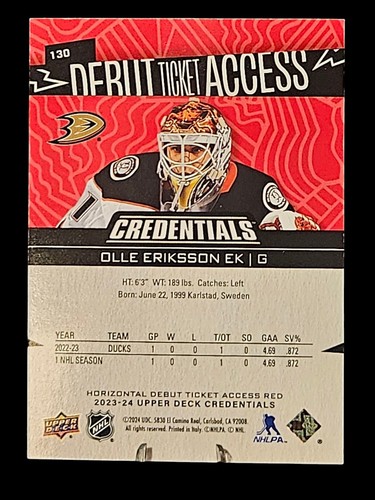 130
DEBUT TICKET ACCESS
1
CREDENTIALS
OLLE ERIKSSON EK | G
HT: 6'3" WT: 189 lbs. Catches: Left
Born: June 22, 1999 Karlstad, Sweden
YEAR TEAM GP W L T/OT SO GAA SV%
2022-23 DUCKS 1 0 0 1 0 4.69 .872
1 NHL SEASON 1 0 0 1 0 4.69 .872
HORIZONTAL DEBUT TICKET ACCESS RED
2023-24 UPPER DECK CREDENTIALS
UPPER DECK
NHL
©2024 UDC. 5830 El Camino Real, Carlsbad, CA 92008.
All rights reserved. Printed in Italy. ©NHLPA. © NHL.
NHLPA